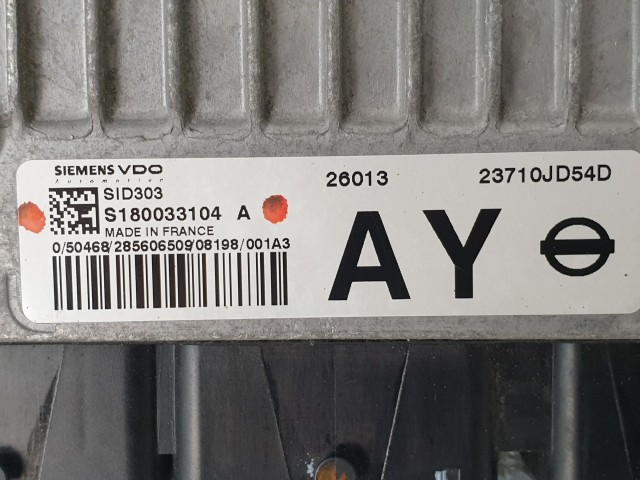 SIEMENS VDO
Automotive
SID303
S180033104 A
MADE IN FRANCE
0/50468/285606509/08198/001A3
26013
23710JD54D
AY